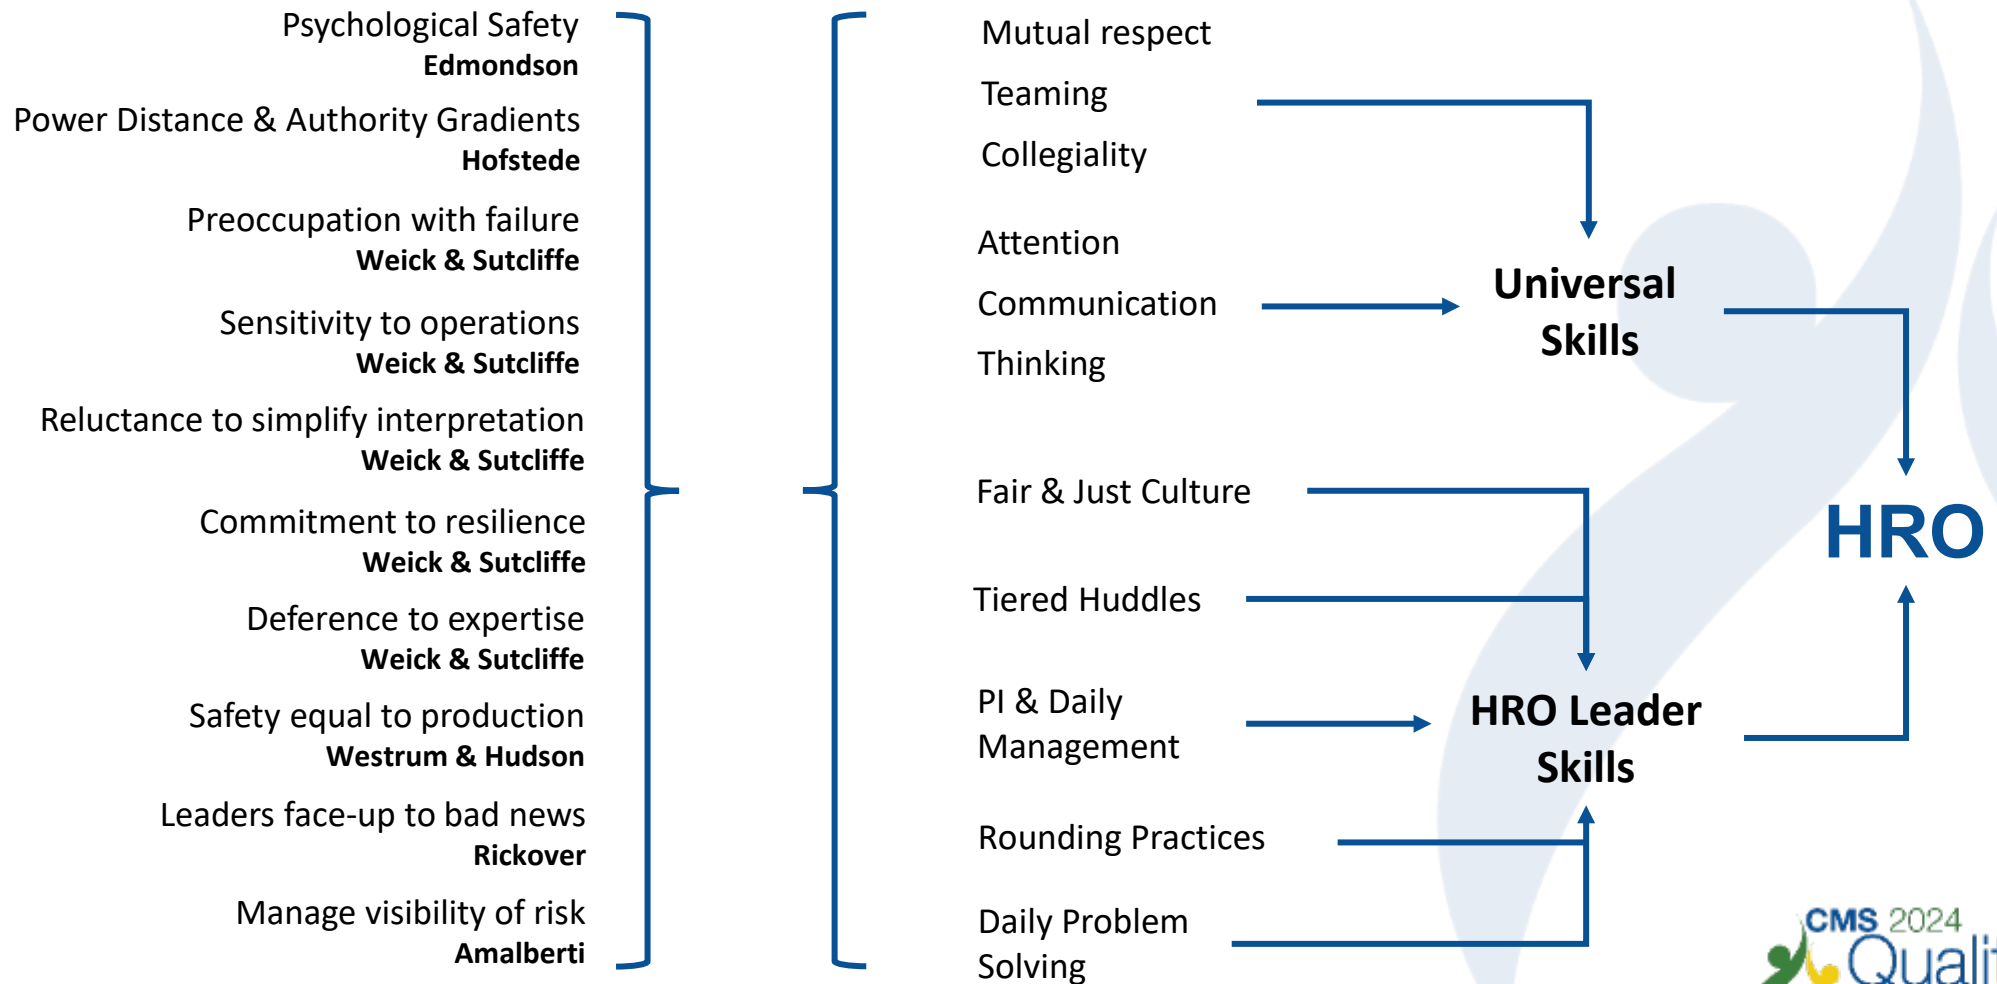 Psychological Safety
Edmondson
Power Distance & Authority Gradients
Hofstede
Preoccupation with failure
Weick & Sutcliffe
Sensitivity to operations
Weick & Sutcliffe
Reluctance to simplify interpretation
Weick & Sutcliffe
Commitment to resilience
Weick & Sutcliffe
Deference to expertise
Weick & Sutcliffe
Safety equal to production
Westrum & Hudson
Leaders face-up to bad news
Rickover
Manage visibility of risk
Amalberti
Mutual respect
Teaming
Collegiality
Attention
Communication
Thinking
Fair & Just Culture
Tiered Huddles
PI & Daily
Management
Rounding Practices
Daily Problem
Solving
Universal
Skills
HRO Leader
Skills
HRO
CMS 2024